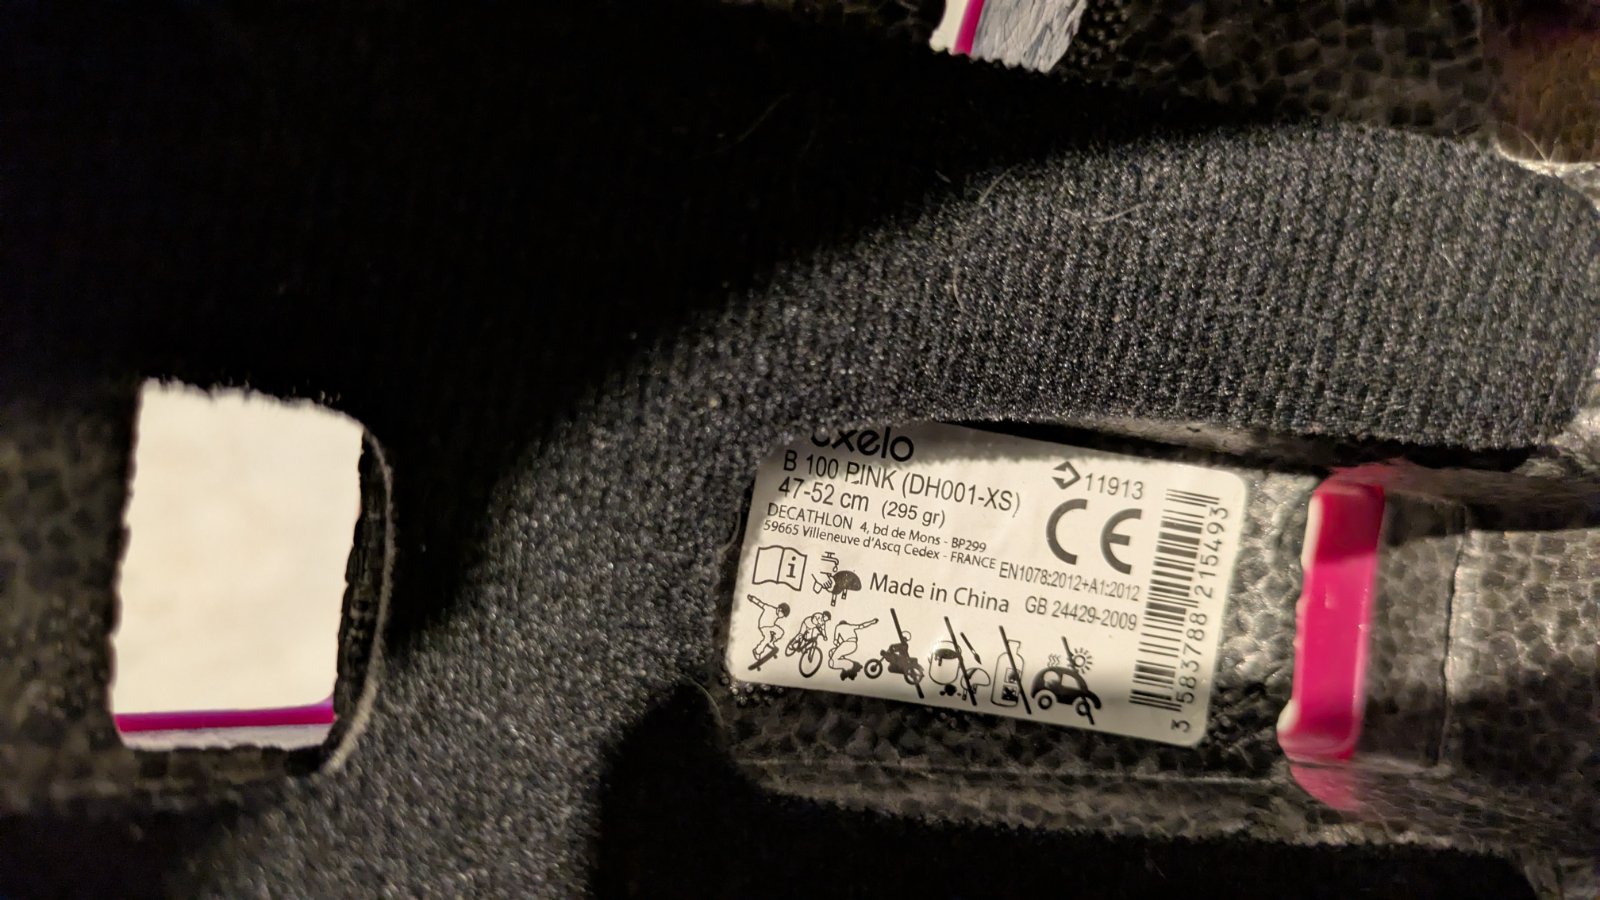 oxelo
B 100 PINK (DH001-XS)
47-52 cm (295 gr)
DECATHLON 4, bd de Mons - BP299
59665 Villeneuve d'Ascq Cedex - FRANCE
11913
CE
EN1078:2012+A1:2012
i
Made in China
GB 24429-2009
3 583788 215493